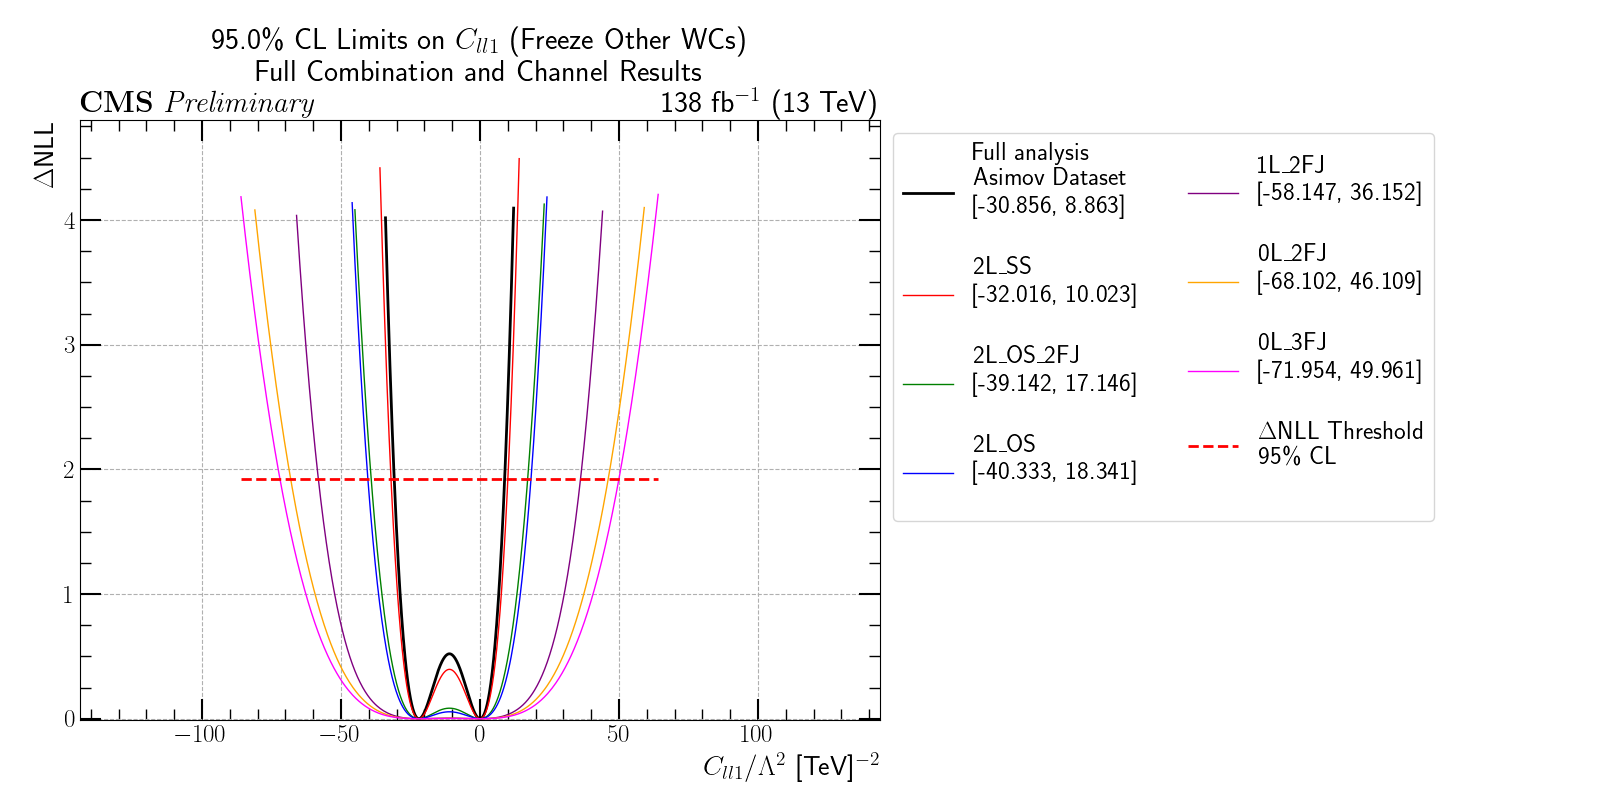 95.0% CL Limits on C_{ll1} (Freeze Other WCs)
Full Combination and Channel Results
CMS Preliminary
138 fb^{-1} (13 TeV)
ΔNLL
4
3
2
1
0
−100
−50
0
50
100
C_{ll1}/Λ^2 [TeV]^{−2}
Full analysis
Asimov Dataset
[-30.856, 8.863]
2L_SS
[-32.016, 10.023]
2L_OS_2FJ
[-39.142, 17.146]
2L_OS
[-40.333, 18.341]
1L_2FJ
[-58.147, 36.152]
0L_2FJ
[-68.102, 46.109]
0L_3FJ
[-71.954, 49.961]
ΔNLL Threshold
95% CL